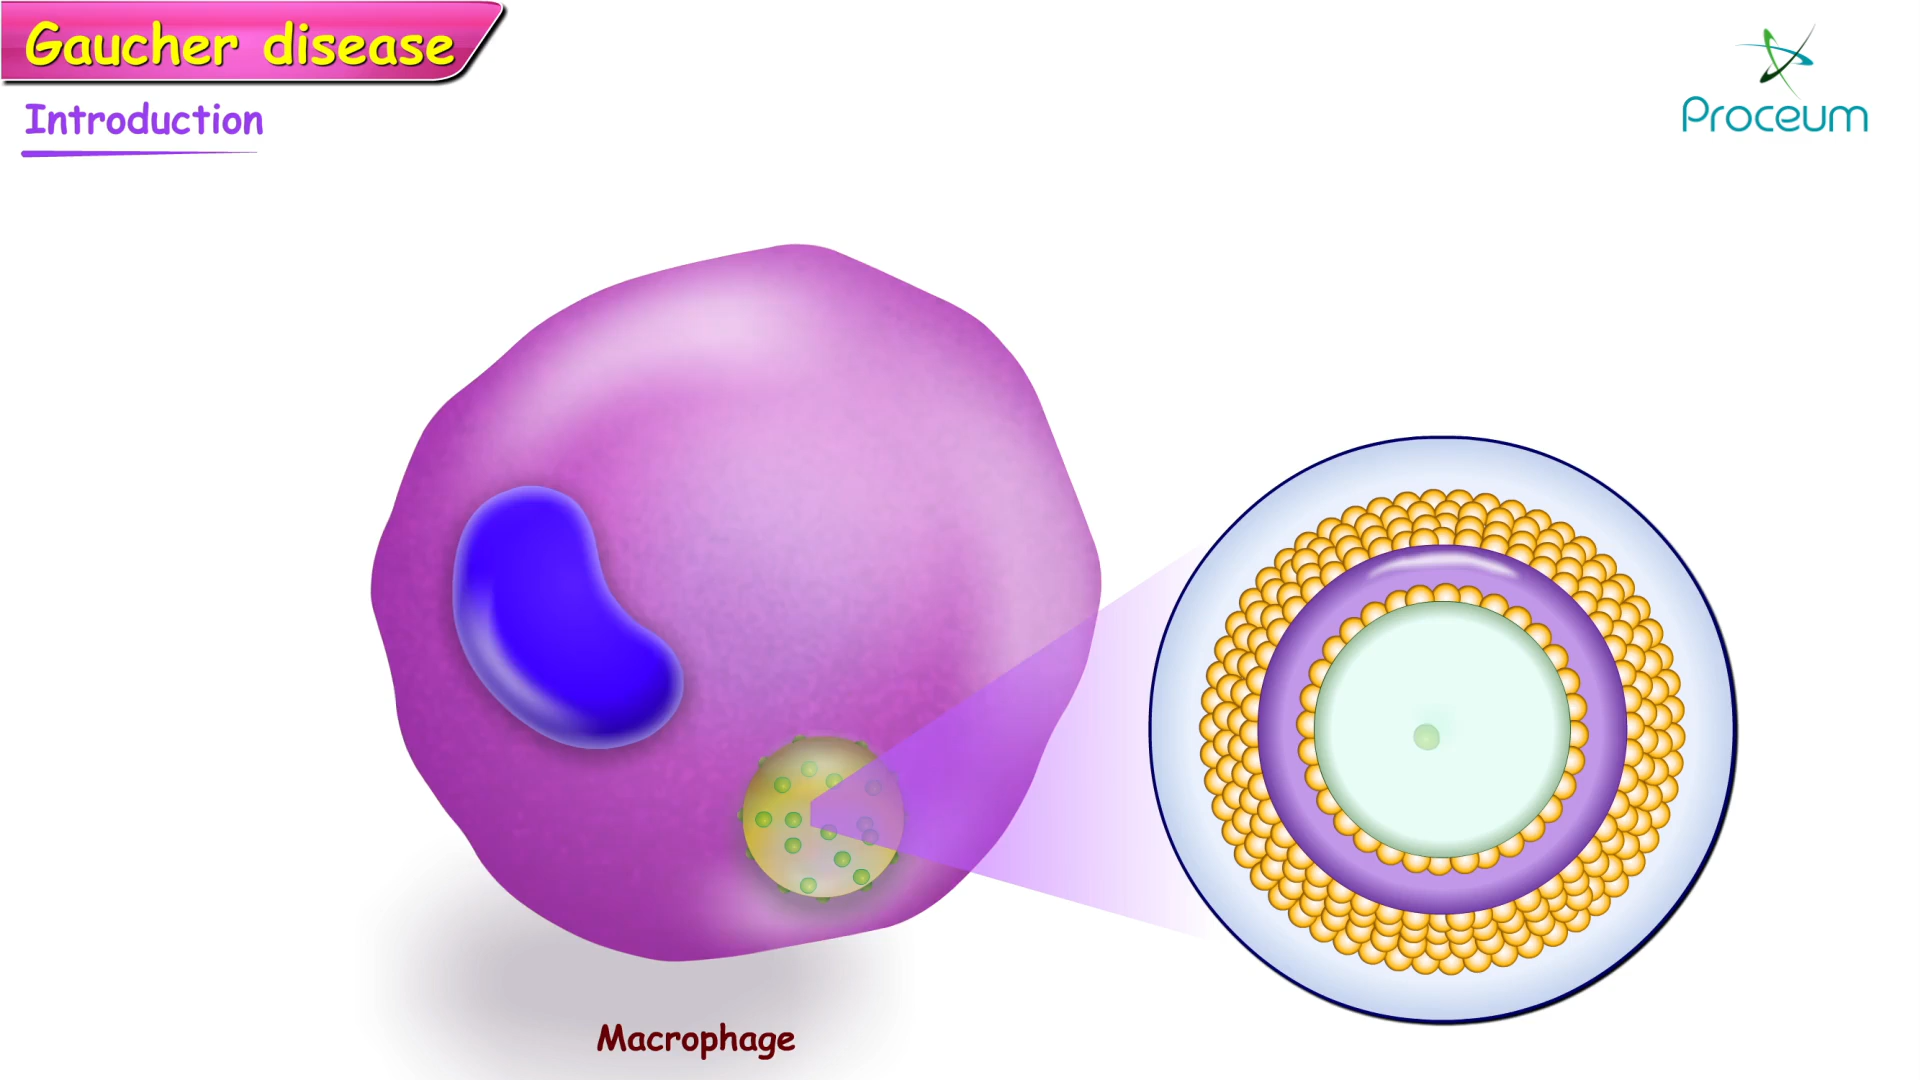 Gaucher disease
Introduction
Proceum
Macrophage